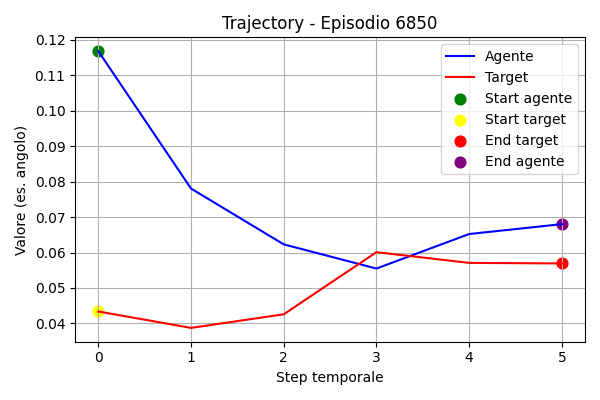 Trajectory - Episodio 6850
Valore (es. angolo)
0.12
0.11
0.10
0.09
0.08
0.07
0.06
0.05
0.04
Agente
Target
Start agente
Start target
End target
End agente
0 1 2 3 4 5
Step temporale